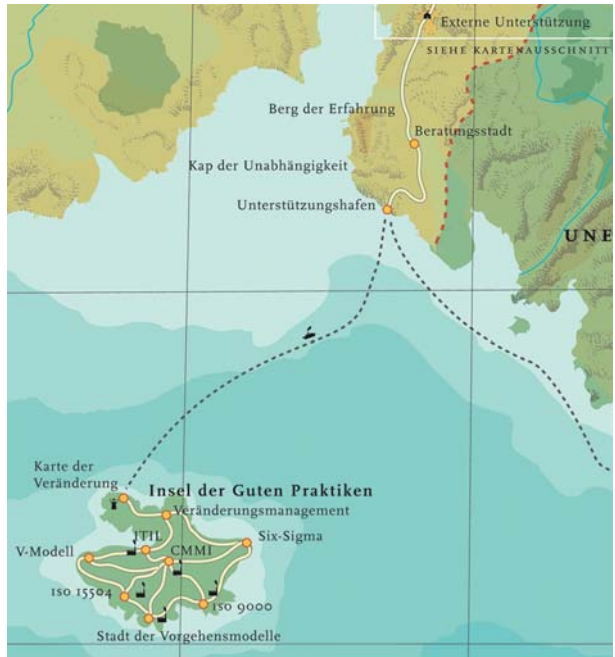 Externe Unterstützung
SIEHE KARTENAUSSCHNITT
Berg der Erfahrung
Beratungsstadt
Kap der Unabhängigkeit
Unterstützungshafen
UNE
Karte der
Veränderung
Insel der Guten Praktiken
Veränderungsmanagement
ITIL
Six-Sigma
V-Modell
CMMI
ISO 15504
ISO 9000
Stadt der Vorgehensmodelle